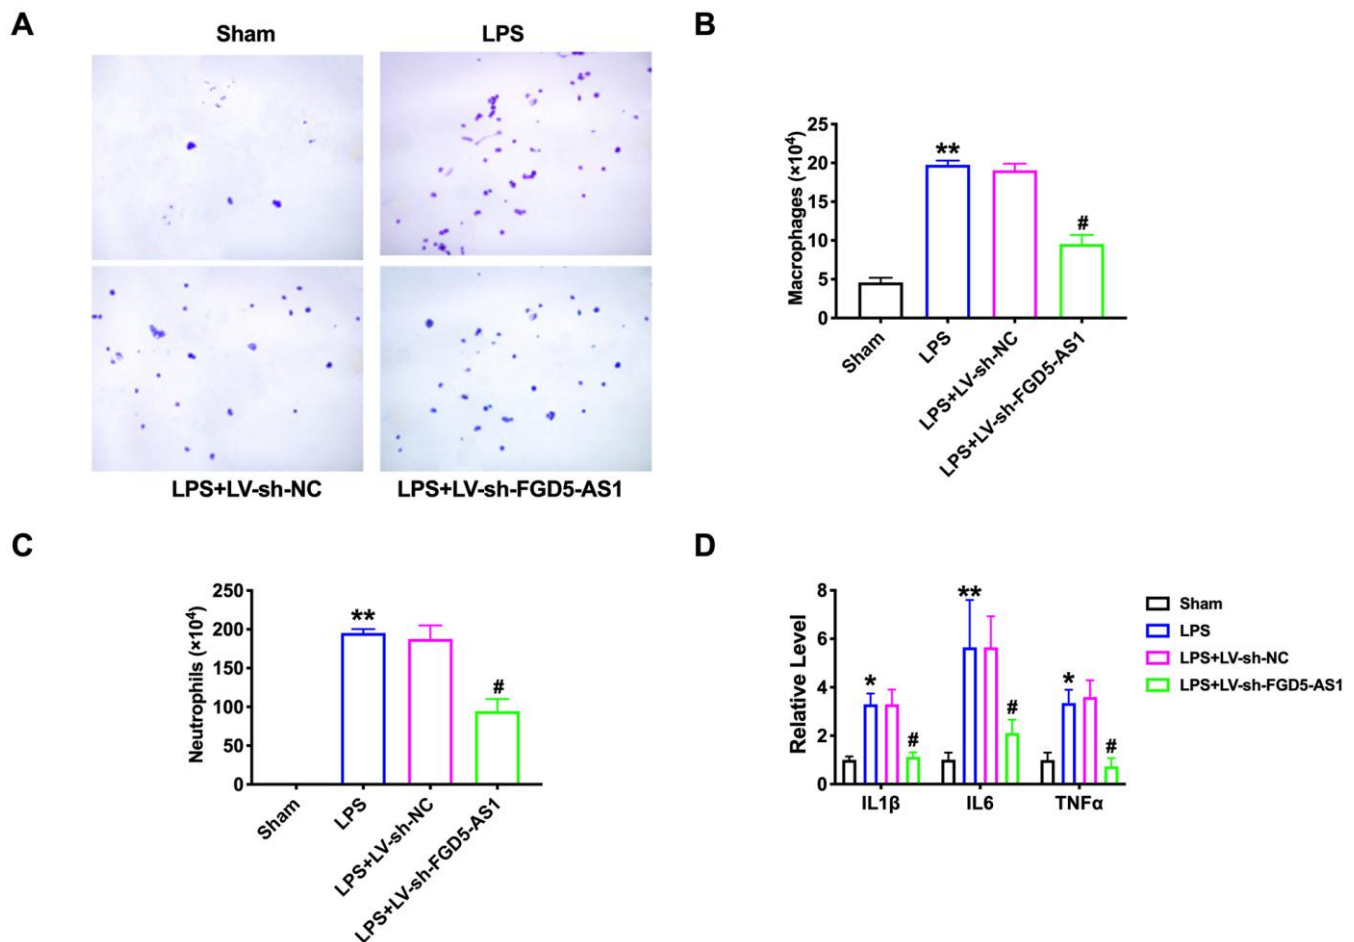 A
Sham
LPS
LPS+LV-sh-NC
LPS+LV-sh-FGD5-AS1
B
Macrophages (×10⁴)
25
20
15
10
5
0
**
#
Sham
LPS
LPS+LV-sh-NC
LPS+LV-sh-FGD5-AS1
C
Neutrophils (×10⁴)
250
200
150
100
50
0
**
#
Sham
LPS
LPS+LV-sh-NC
LPS+LV-sh-FGD5-AS1
D
Relative Level
8
6
4
2
0
*
#
**
#
*
#
IL1β
IL6
TNFα
Sham
LPS
LPS+LV-sh-NC
LPS+LV-sh-FGD5-AS1